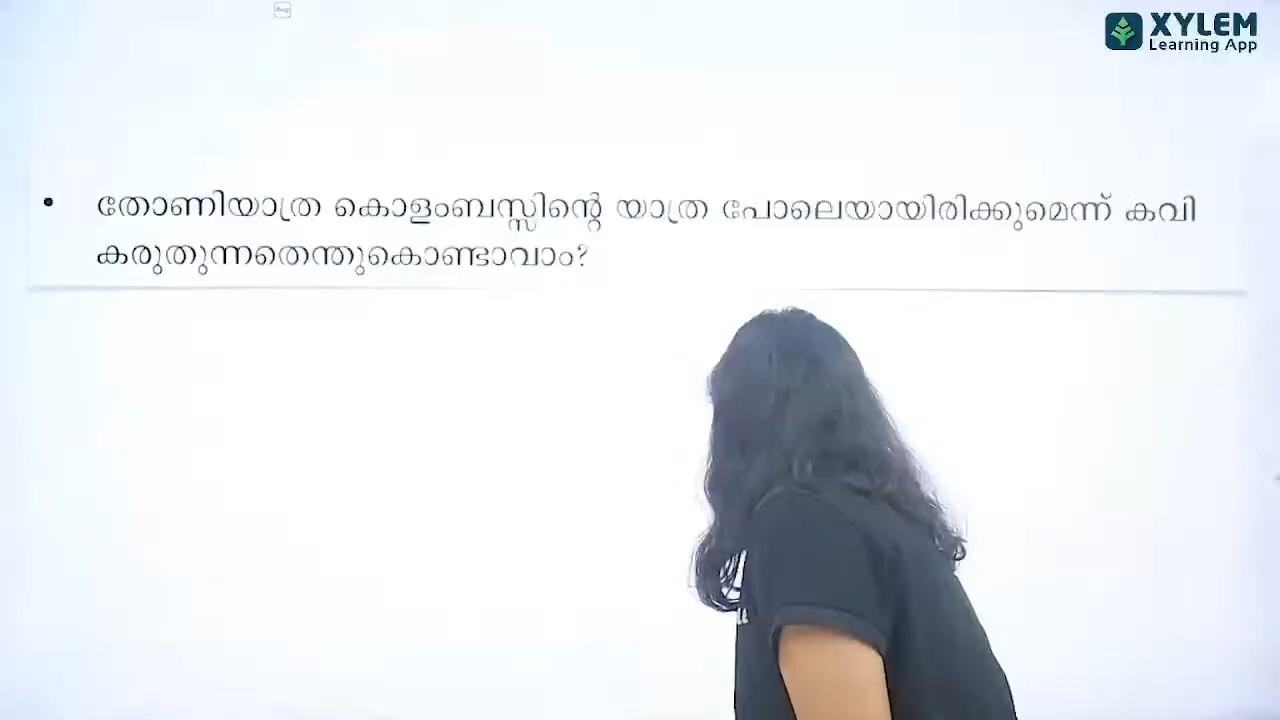 XYLEM
Learning App
• തോണിയാത്ര കൊളംബസ്സിന്റെ യാത്ര പോലെയായിരിക്കുമെന്ന് കവി
കരുതുന്നതെന്തുകൊണ്ടാവാം?